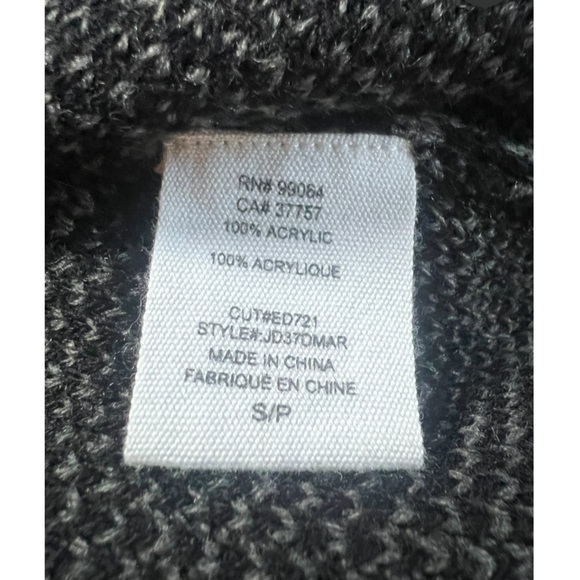 RN# 99064
CA# 37757
100% ACRYLIC
100% ACRYLIQUE
CUT#ED721
STYLE#:JD37DMAR
MADE IN CHINA
FABRIQUÉ EN CHINE
S/P